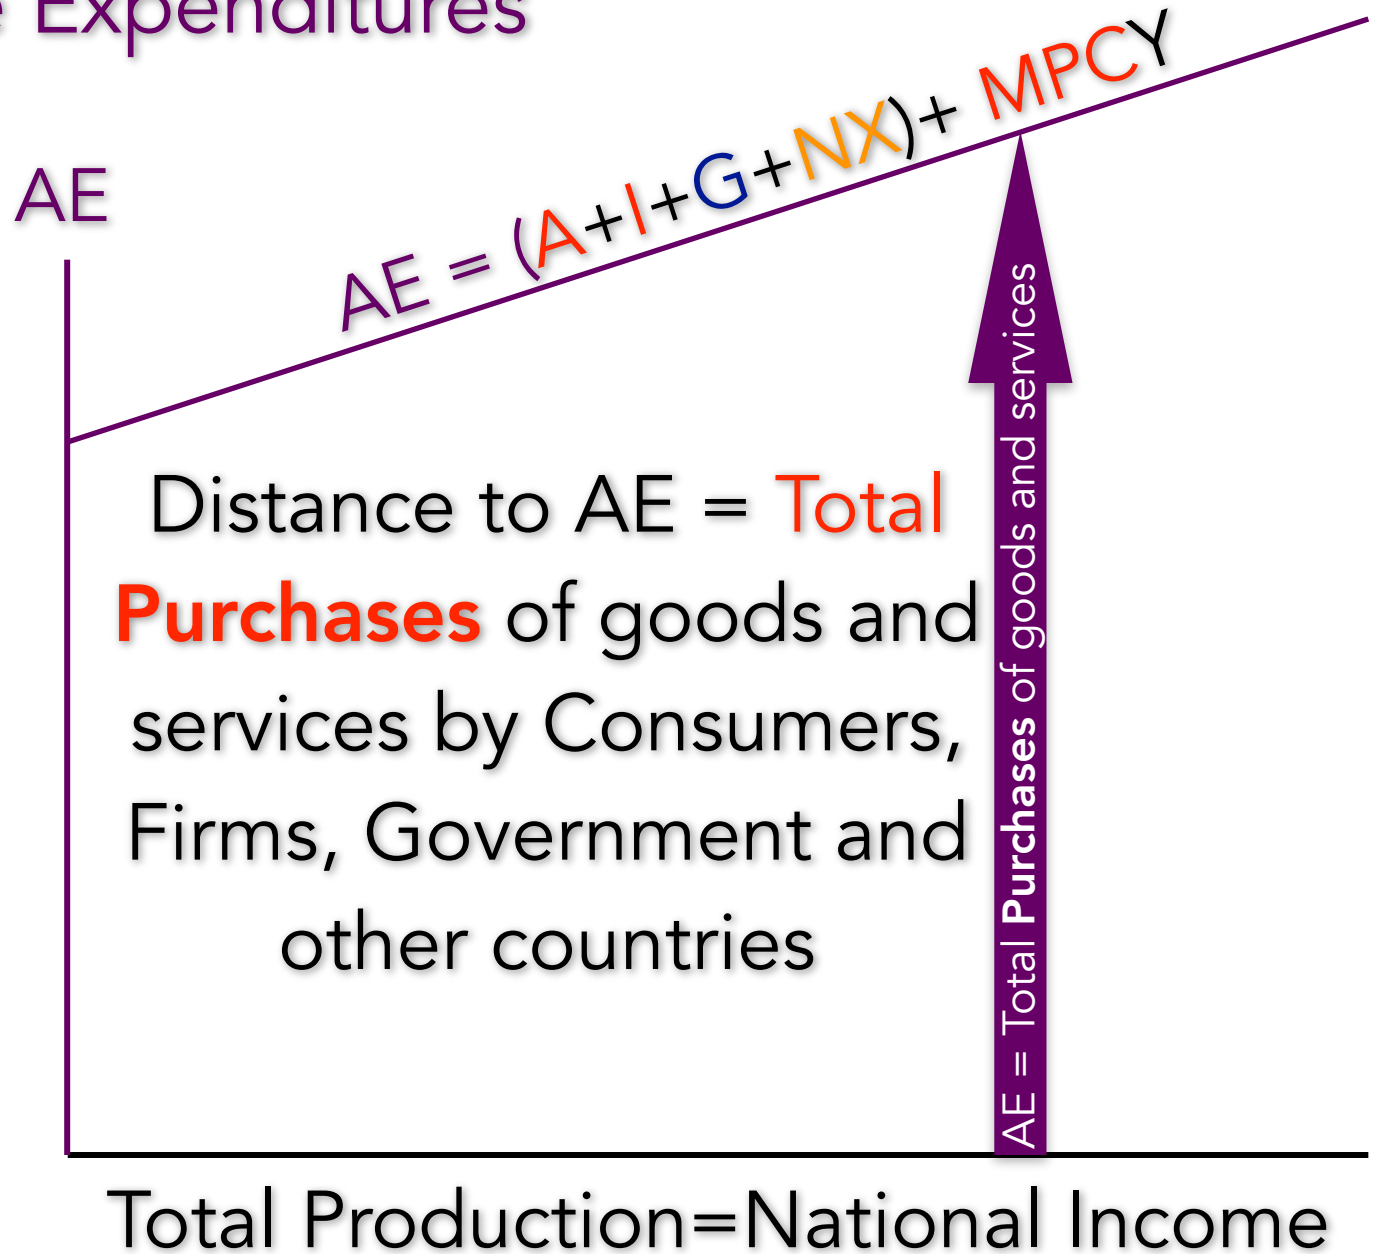 Expenditures
AE
AE = (A+I+G+NX)+ MPCY
Distance to AE = Total
Purchases of goods and
services by Consumers,
Firms, Government and
other countries
AE = Total Purchases of goods and services
Total Production=National Income